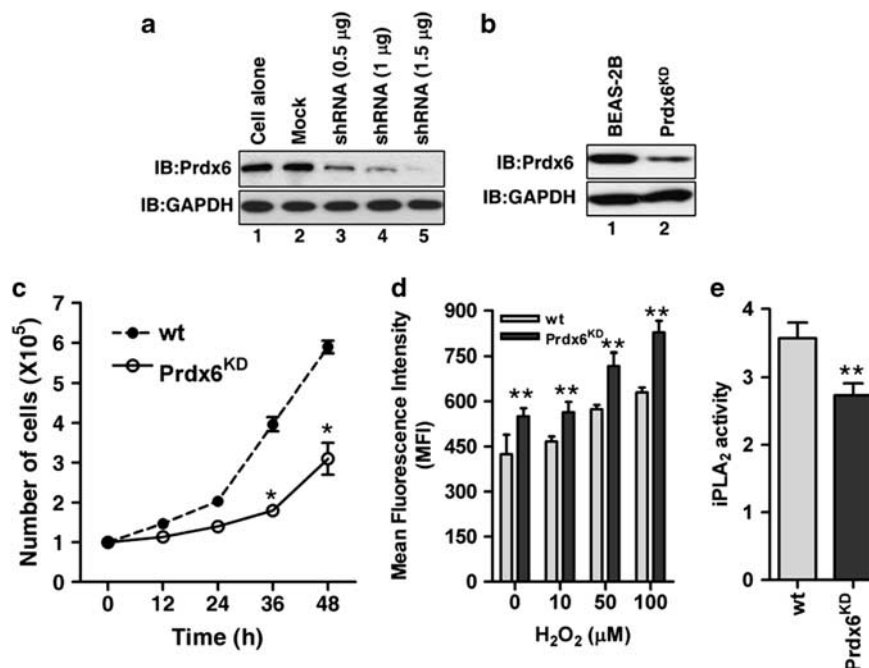 a
Cell alone
Mock
shRNA (0.5 µg)
shRNA (1 µg)
shRNA (1.5 µg)
IB:Prdx6
IB:GAPDH
1 2 3 4 5
b
BEAS-2B
Prdx6KD
IB:Prdx6
IB:GAPDH
1 2
c
Number of cells (X10⁵)
7
6
5
4
3
2
1
0
wt
Prdx6KD
*
*
0 12 24 36 48
Time (h)
d
Mean Fluorescence Intensity
(MFI)
900
750
600
450
300
150
0
wt
Prdx6KD
**
**
**
**
0 10 50 100
H₂O₂ (µM)
e
iPLA₂ activity
4
3
2
1
0
**
wt
Prdx6KD